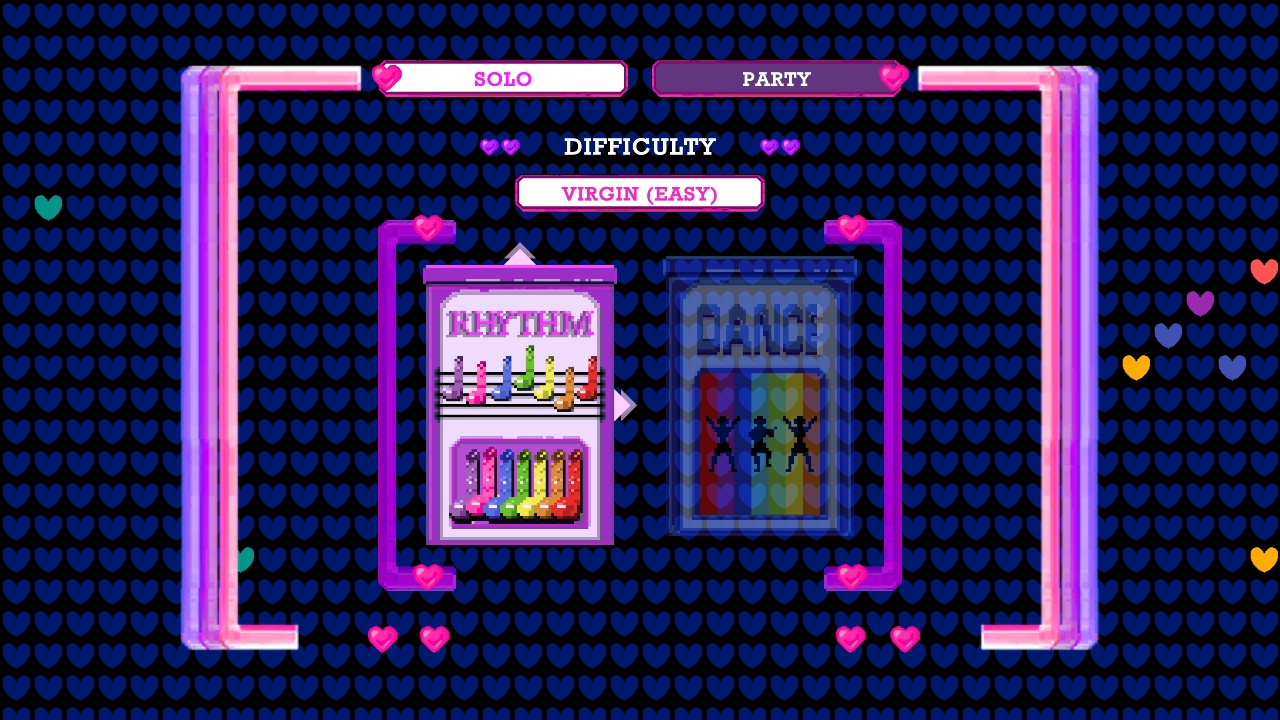 SOLO
PARTY
DIFFICULTY
VIRGIN (EASY)
RHYTHM
DANCE